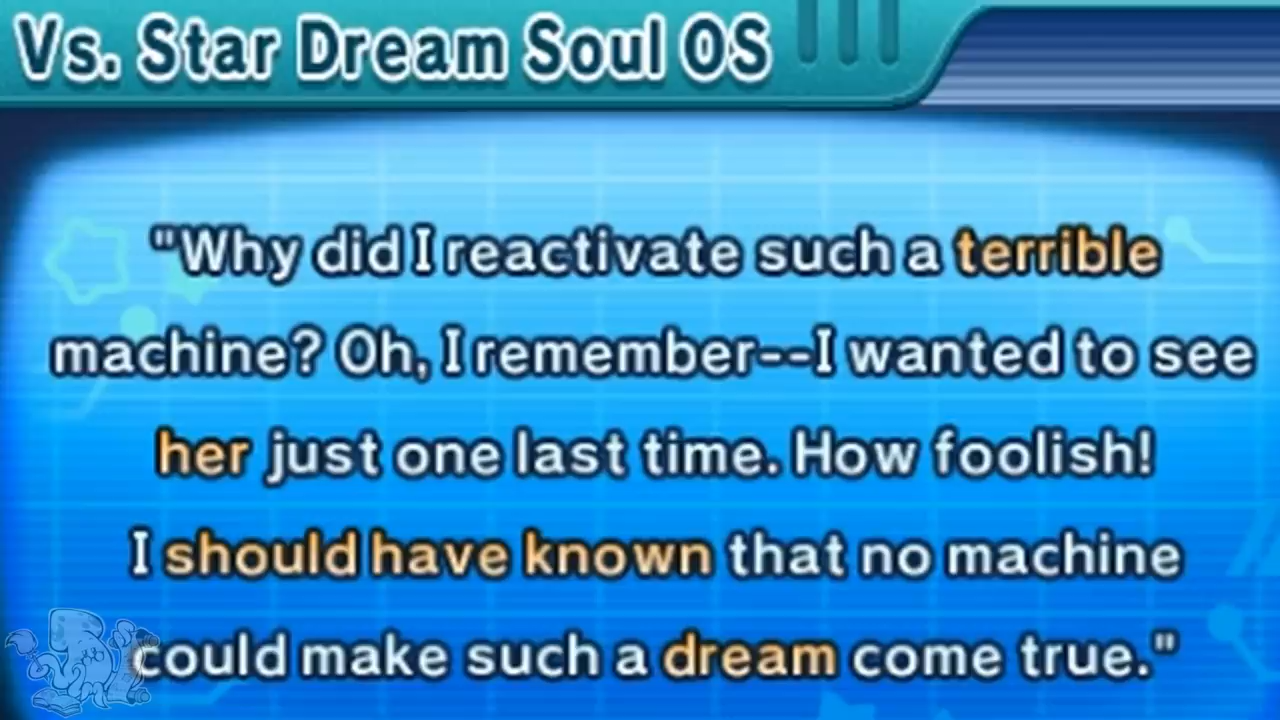 Vs. Star Dream Soul OS
"Why did I reactivate such a terrible
machine? Oh, I remember--I wanted to see
her just one last time. How foolish!
I should have known that no machine
could make such a dream come true."